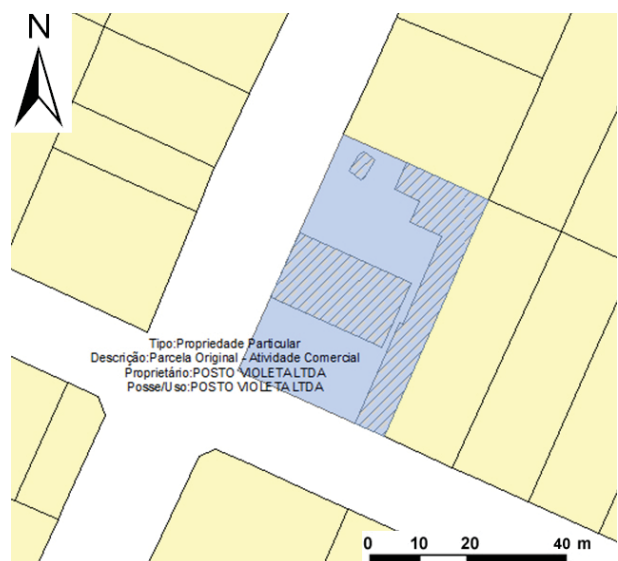 N
Tipo:Propriedade Particular
Descrição:Parcela Original - Atividade Comercial
Proprietário:POSTO VIOLETA LTDA
Posse/Uso:POSTO VIOLETA LTDA
0 10 20 40 m